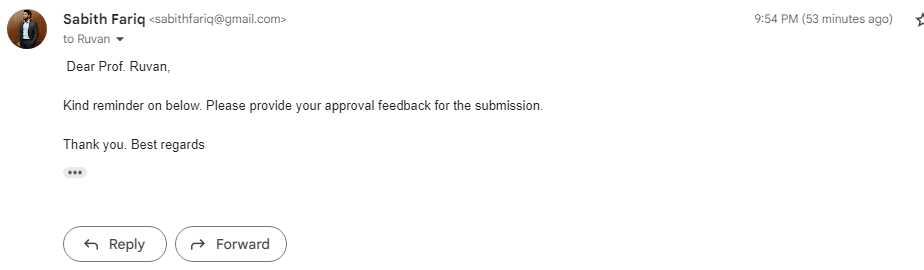 Sabith Fariq <sabithfariq@gmail.com> 9:54 PM (53 minutes ago)
to Ruvan
Dear Prof. Ruvan,
Kind reminder on below. Please provide your approval feedback for the submission.
Thank you. Best regards
Reply Forward